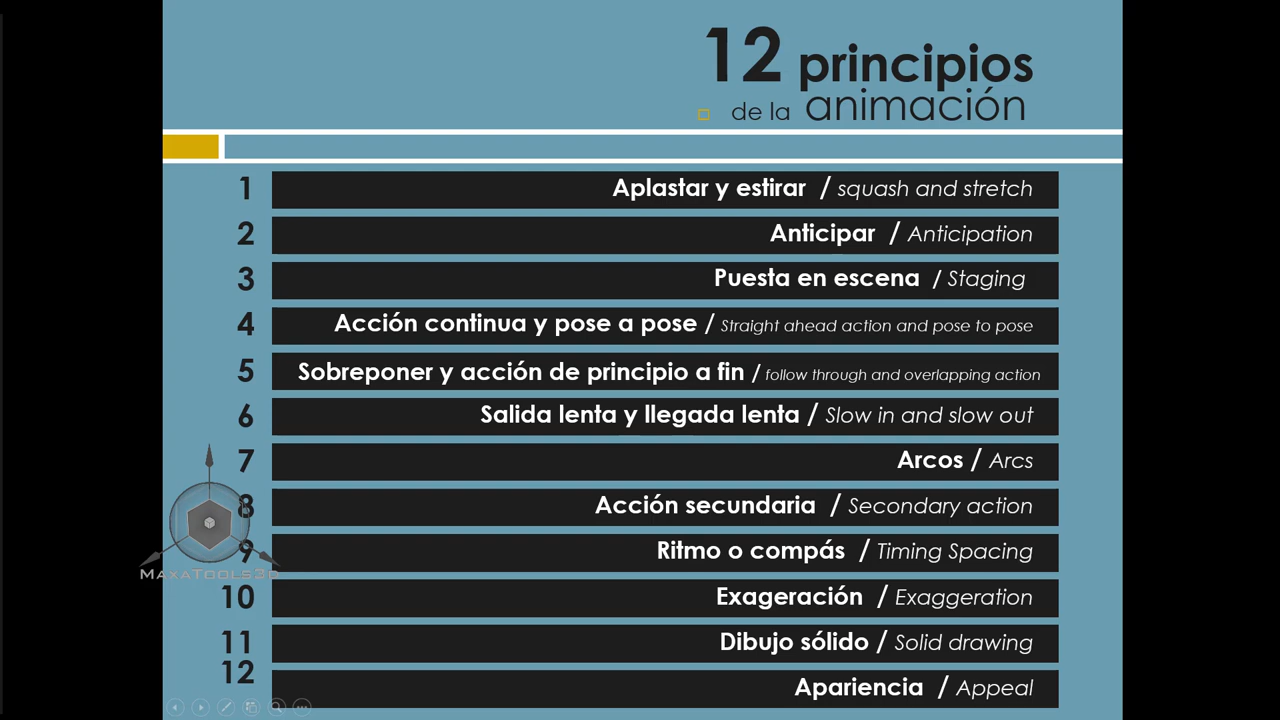 12 principios
de la animación
1 Aplastar y estirar / squash and stretch
2 Anticipar / Anticipation
3 Puesta en escena / Staging
4 Acción continua y pose a pose / Straight ahead action and pose to pose
5 Sobreponer y acción de principio a fin / follow through and overlapping action
6 Salida lenta y llegada lenta / Slow in and slow out
7 Arcos / Arcs
8 Acción secundaria / Secondary action
9 Ritmo o compás / Timing Spacing
MaxaTools3d
10 Exageración / Exaggeration
11 Dibujo sólido / Solid drawing
12 Apariencia / Appeal